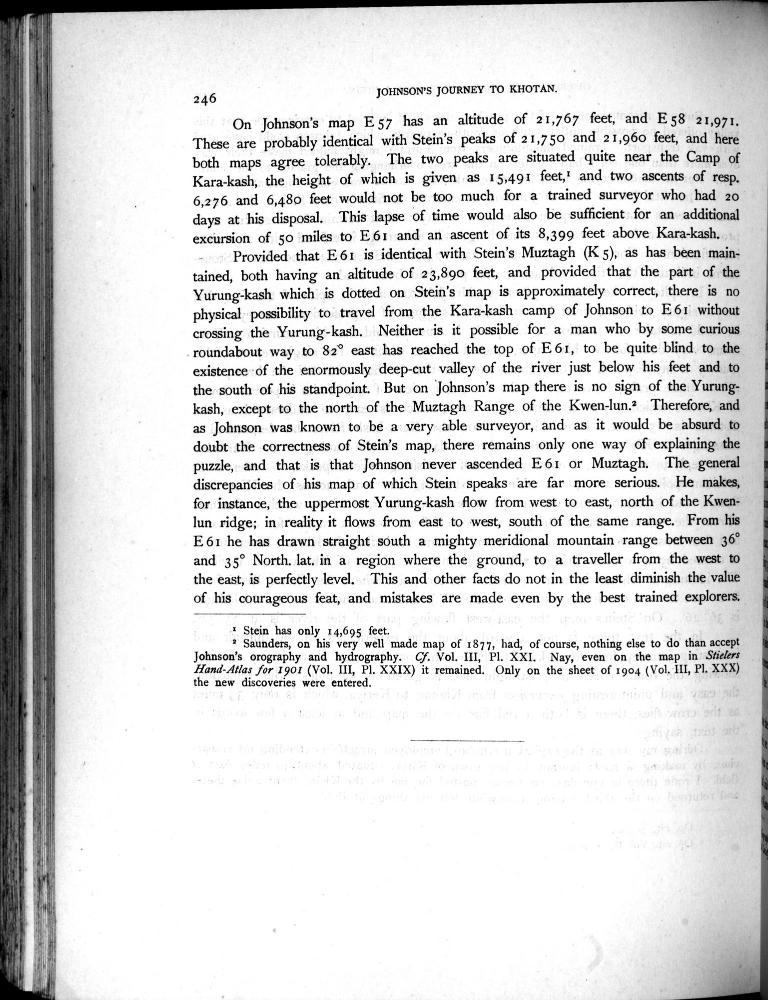 246
JOHNSON'S JOURNEY TO KHOTAN.
On Johnson's map E 57 has an altitude of 21,767 feet, and E 58 21,971.
These are probably identical with Stein's peaks of 21,750 and 21,960 feet, and here
both maps agree tolerably. The two peaks are situated quite near the Camp of
Kara-kash, the height of which is given as 15,491 feet,¹ and two ascents of resp.
6,276 and 6,480 feet would not be too much for a trained surveyor who had 20
days at his disposal. This lapse of time would also be sufficient for an additional
excursion of 50 miles to E 61 and an ascent of its 8,399 feet above Kara-kash.
Provided that E 61 is identical with Stein's Muztagh (K 5), as has been main-
tained, both having an altitude of 23,890 feet, and provided that the part of the
Yurung-kash which is dotted on Stein's map is approximately correct, there is no
physical possibility to travel from the Kara-kash camp of Johnson to E 61 without
crossing the Yurung-kash. Neither is it possible for a man who by some curious
roundabout way to 82° east has reached the top of E 61, to be quite blind to the
existence of the enormously deep-cut valley of the river just below his feet and to
the south of his standpoint. But on Johnson's map there is no sign of the Yurung-
kash, except to the north of the Muztagh Range of the Kwen-lun.² Therefore, and
as Johnson was known to be a very able surveyor, and as it would be absurd to
doubt the correctness of Stein's map, there remains only one way of explaining the
puzzle, and that is that Johnson never ascended E 61 or Muztagh. The general
discrepancies of his map of which Stein speaks are far more serious. He makes,
for instance, the uppermost Yurung-kash flow from west to east, north of the Kwen-
lun ridge; in reality it flows from east to west, south of the same range. From his
E 61 he has drawn straight south a mighty meridional mountain range between 36°
and 35° North. lat. in a region where the ground, to a traveller from the west to
the east, is perfectly level. This and other facts do not in the least diminish the value
of his courageous feat, and mistakes are made even by the best trained explorers.
¹ Stein has only 14,695 feet.
² Saunders, on his very well made map of 1877, had, of course, nothing else to do than accept
Johnson's orography and hydrography. Cf. Vol. III, Pl. XXI. Nay, even on the map in Stielers
Hand-Atlas for 1901 (Vol. III, Pl. XXIX) it remained. Only on the sheet of 1904 (Vol. III, Pl. XXX)
the new discoveries were entered.